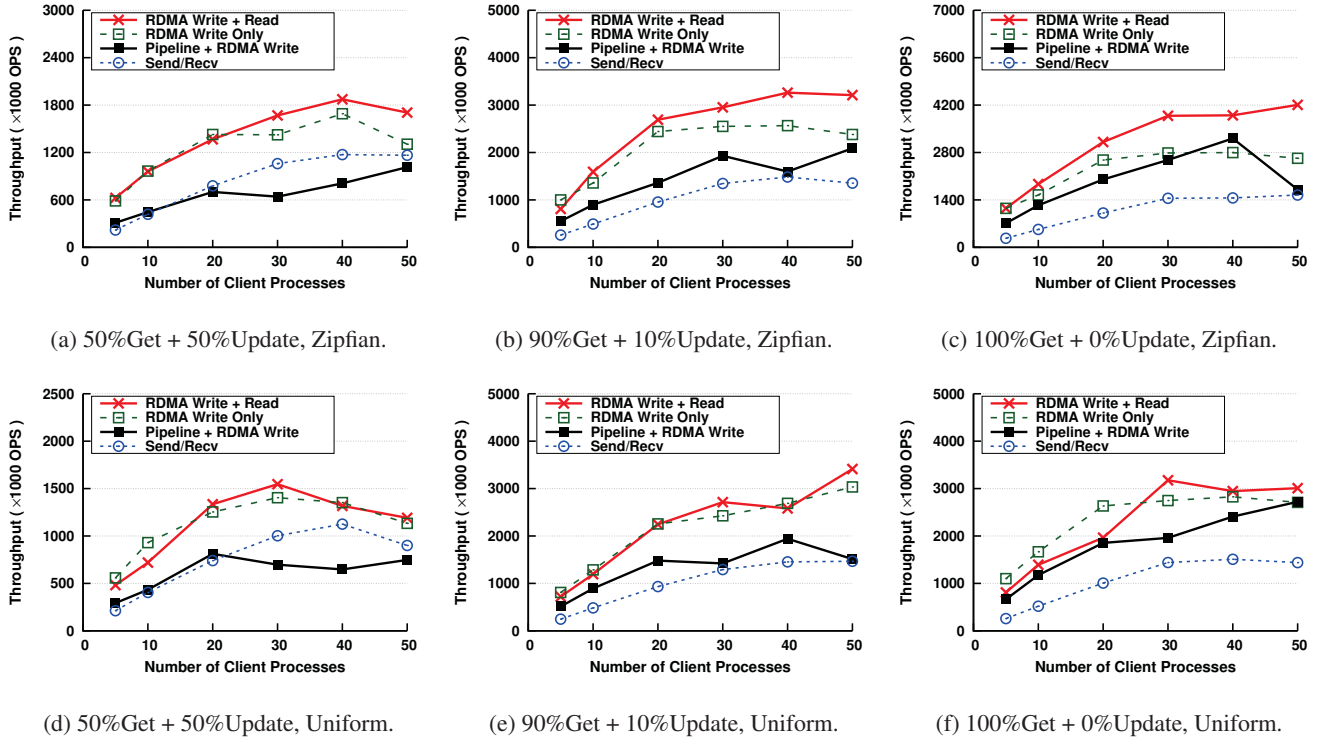 3000
2400
1800
1200
600
0
Throughput ( ×1000 OPS )
RDMA Write + Read
RDMA Write Only
Pipeline + RDMA Write
Send/Recv
0 10 20 30 40 50
Number of Client Processes
(a) 50%Get + 50%Update, Zipfian.
5000
4000
3000
2000
1000
0
Throughput ( ×1000 OPS )
RDMA Write + Read
RDMA Write Only
Pipeline + RDMA Write
Send/Recv
0 10 20 30 40 50
Number of Client Processes
(b) 90%Get + 10%Update, Zipfian.
7000
5600
4200
2800
1400
0
Throughput ( ×1000 OPS )
RDMA Write + Read
RDMA Write Only
Pipeline + RDMA Write
Send/Recv
0 10 20 30 40 50
Number of Client Processes
(c) 100%Get + 0%Update, Zipfian.
2500
2000
1500
1000
500
0
Throughput ( ×1000 OPS )
RDMA Write + Read
RDMA Write Only
Pipeline + RDMA Write
Send/Recv
0 10 20 30 40 50
Number of Client Processes
(d) 50%Get + 50%Update, Uniform.
5000
4000
3000
2000
1000
0
Throughput ( ×1000 OPS )
RDMA Write + Read
RDMA Write Only
Pipeline + RDMA Write
Send/Recv
0 10 20 30 40 50
Number of Client Processes
(e) 90%Get + 10%Update, Uniform.
5000
4000
3000
2000
1000
0
Throughput ( ×1000 OPS )
RDMA Write + Read
RDMA Write Only
Pipeline + RDMA Write
Send/Recv
0 10 20 30 40 50
Number of Client Processes
(f) 100%Get + 0%Update, Uniform.